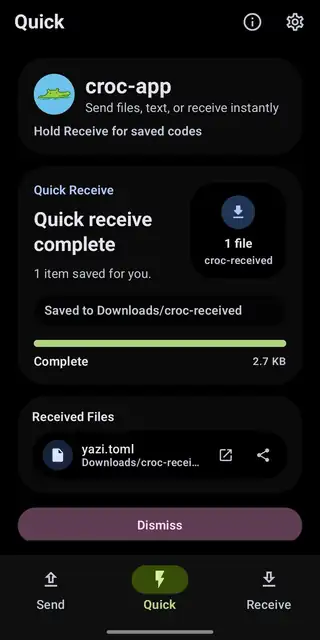 Quick
croc-app
Send files, text, or receive instantly
Hold Receive for saved codes
Quick Receive
Quick receive
complete
1 item saved for you.
1 file
croc-received
Saved to Downloads/croc-received
Complete
2.7 KB
Received Files
yazi.toml
Downloads/croc-recei...
Dismiss
Send
Quick
Receive